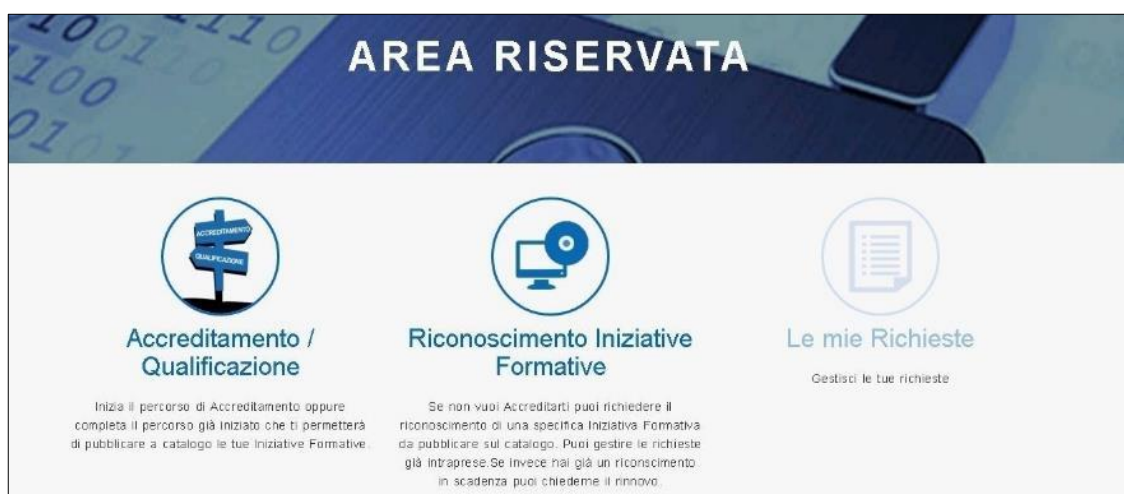 AREA RISERVATA
ACCREDITAMENTO
QUALIFICAZIONE
Accreditamento /
Qualificazione
Inizia il percorso di Accreditamento oppure
completa il percorso già iniziato che ti permetterà
di pubblicare a catalogo le tue Iniziative Formative.
Riconoscimento Iniziative
Formative
Se non vuoi Accreditarti puoi richiedere il
riconoscimento di una specifica Iniziativa Formativa
da pubblicare sul catalogo. Puoi gestire le richieste
già intraprese.Se invece hai già un riconscimento
in scadenza puoi chiederne il rinnovo.
Le mie Richieste
Gestisci le tue richieste